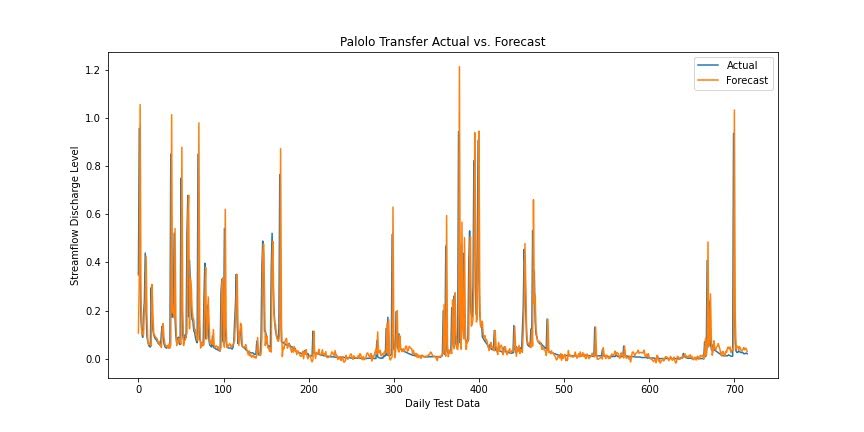 Palolo Transfer Actual vs. Forecast
Actual
Forecast
Streamflow Discharge Level
1.2
1.0
0.8
0.6
0.4
0.2
0.0
0 100 200 300 400 500 600 700
Daily Test Data